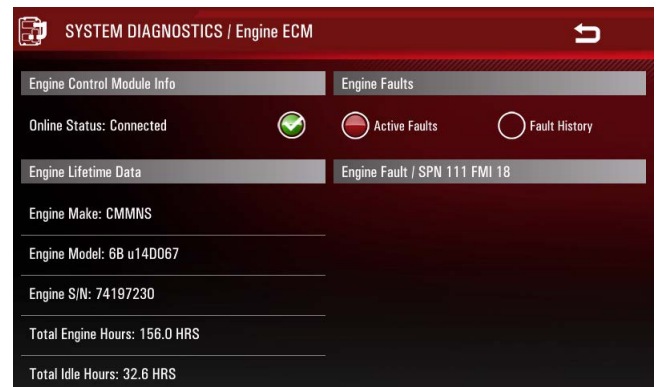 SYSTEM DIAGNOSTICS / Engine ECM
Engine Control Module Info
Engine Faults
Online Status: Connected
Active Faults
Fault History
Engine Lifetime Data
Engine Fault / SPN 111 FMI 18
Engine Make: CMMNS
Engine Model: 6B u14D067
Engine S/N: 74197230
Total Engine Hours: 156.0 HRS
Total Idle Hours: 32.6 HRS